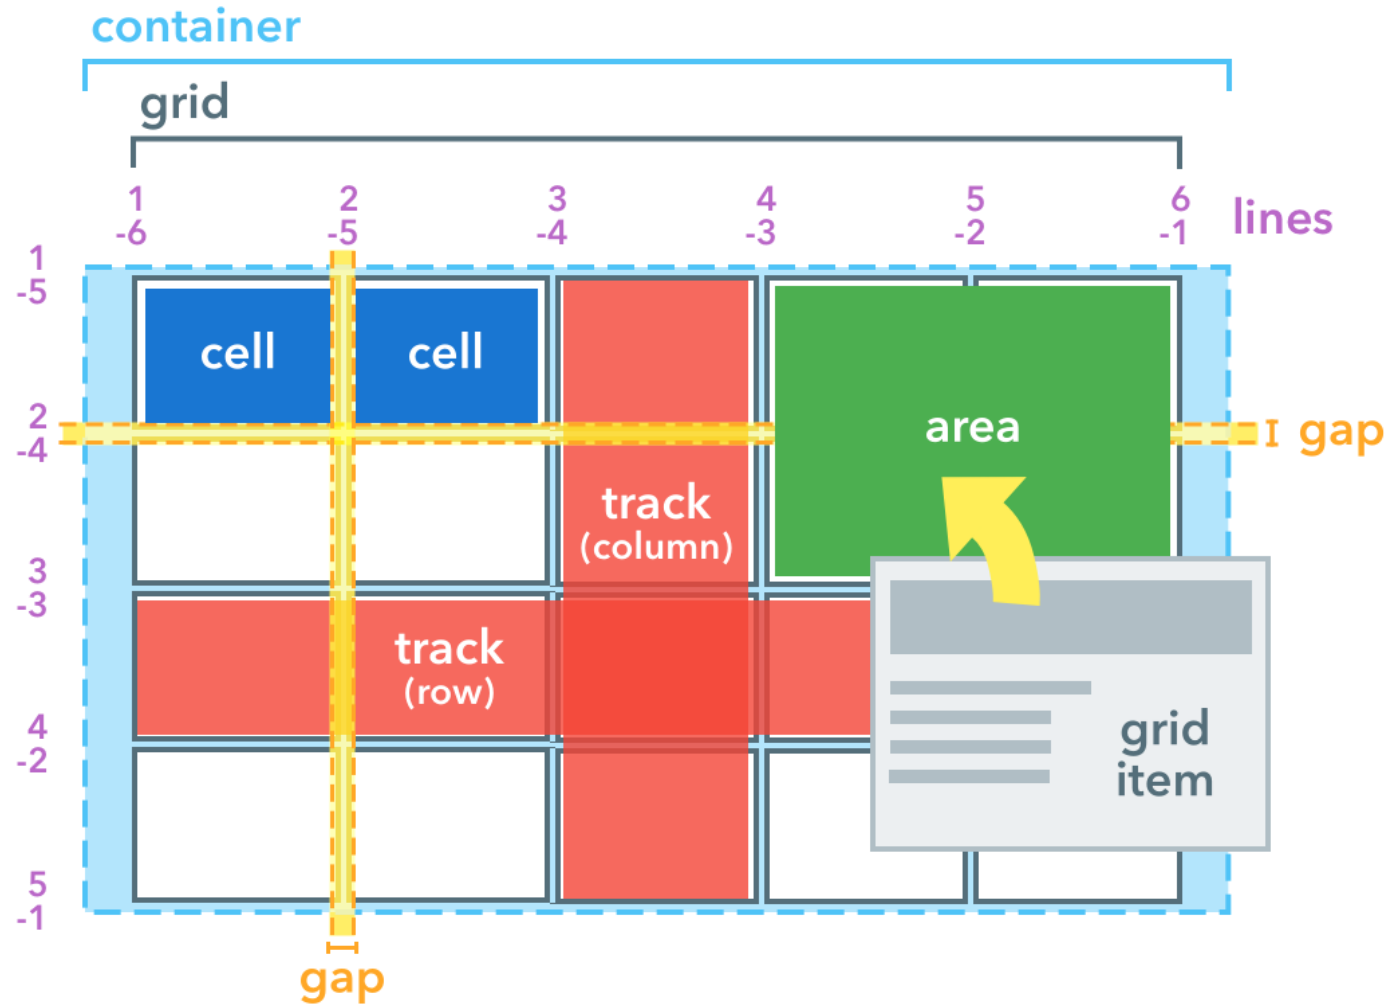 container
grid
1 2 3 4 5 6
-6 -5 -4 -3 -2 -1
lines
1
-5
cell cell
2
-4
area
gap
track
(column)
3
-3
track
(row)
4
-2
grid
item
5
-1
gap